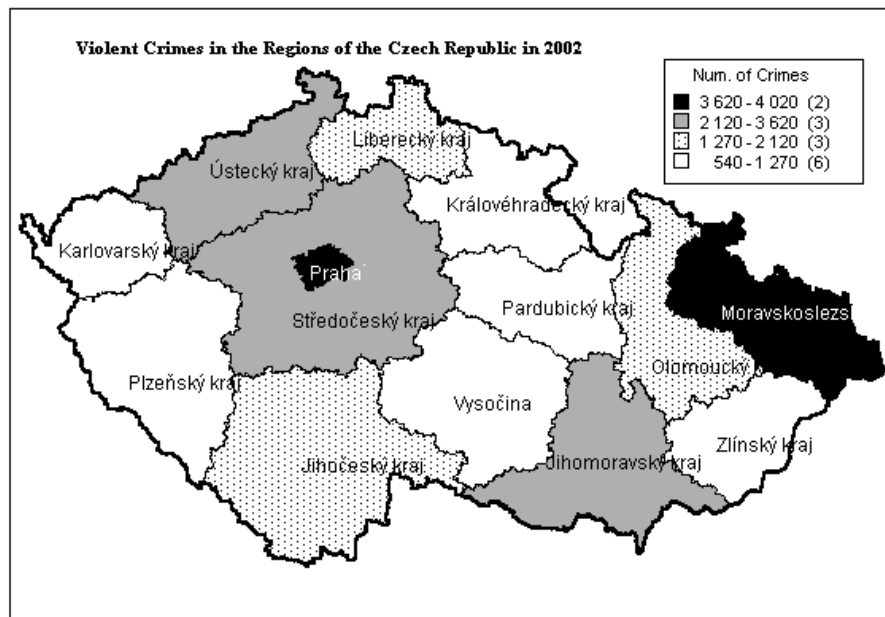 Violent Crimes in the Regions of the Czech Republic in 2002
Num. of Crimes
3 620 - 4 020 (2)
2 120 - 3 620 (3)
1 270 - 2 120 (3)
540 - 1 270 (6)
Liberecký kraj
Ústecký kraj
Královéhradecký kraj
Karlovarský kraj
Praha
Pardubický kraj
Moravskoslezs
Středočeský kraj
Olomoucký
Plzeňský kraj
Vysočina
Zlínský kraj
Jihočeský kraj
Jihomoravský kraj